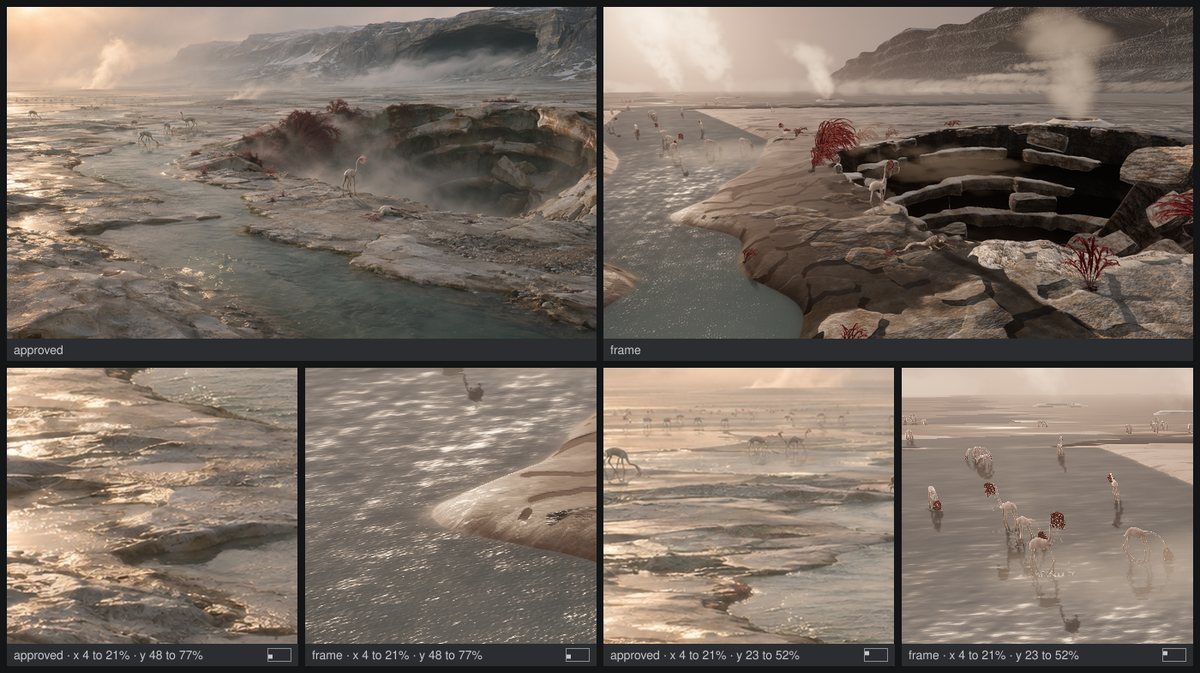 approved
frame
approved · x 4 to 21% · y 48 to 77%
frame · x 4 to 21% · y 48 to 77%
approved · x 4 to 21% · y 23 to 52%
frame · x 4 to 21% · y 23 to 52%